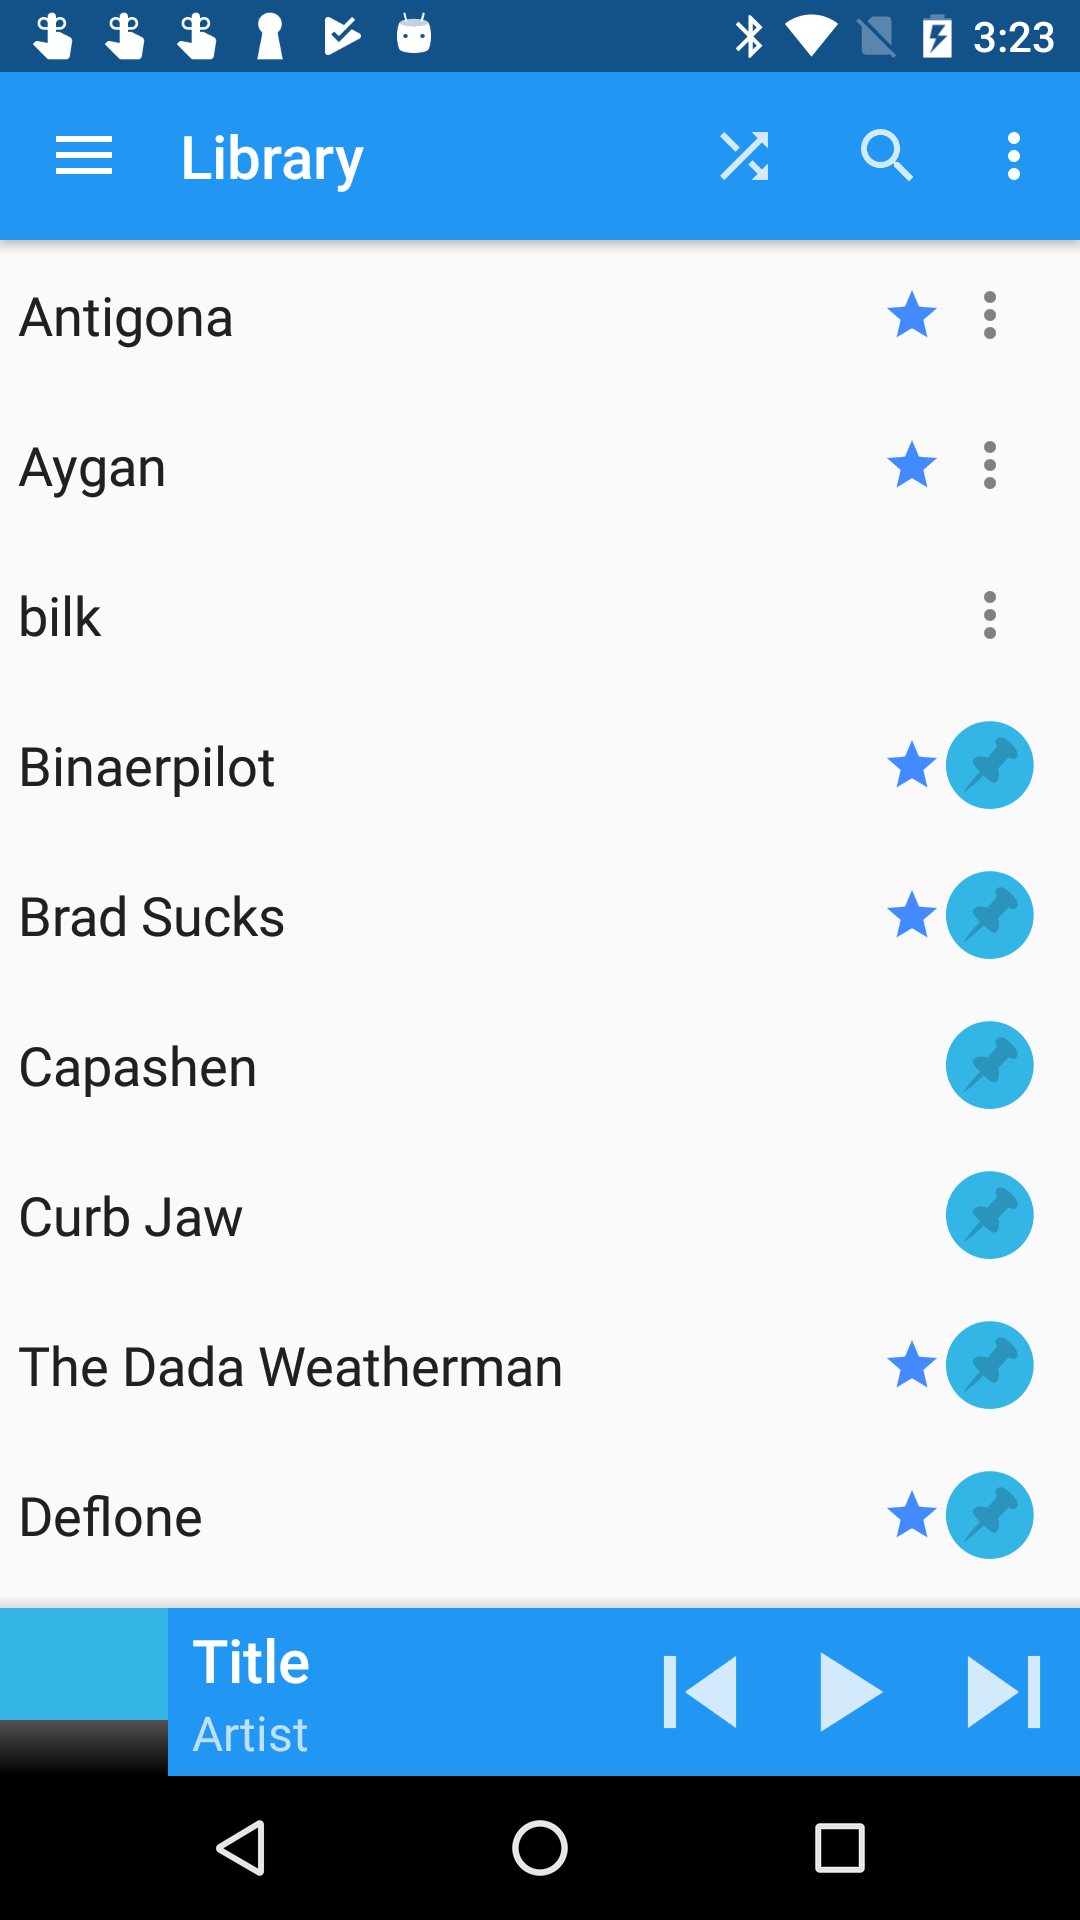 3:23
Library
Antigona
Aygan
bilk
Binaerpilot
Brad Sucks
Capashen
Curb Jaw
The Dada Weatherman
Deflone
Title
Artist